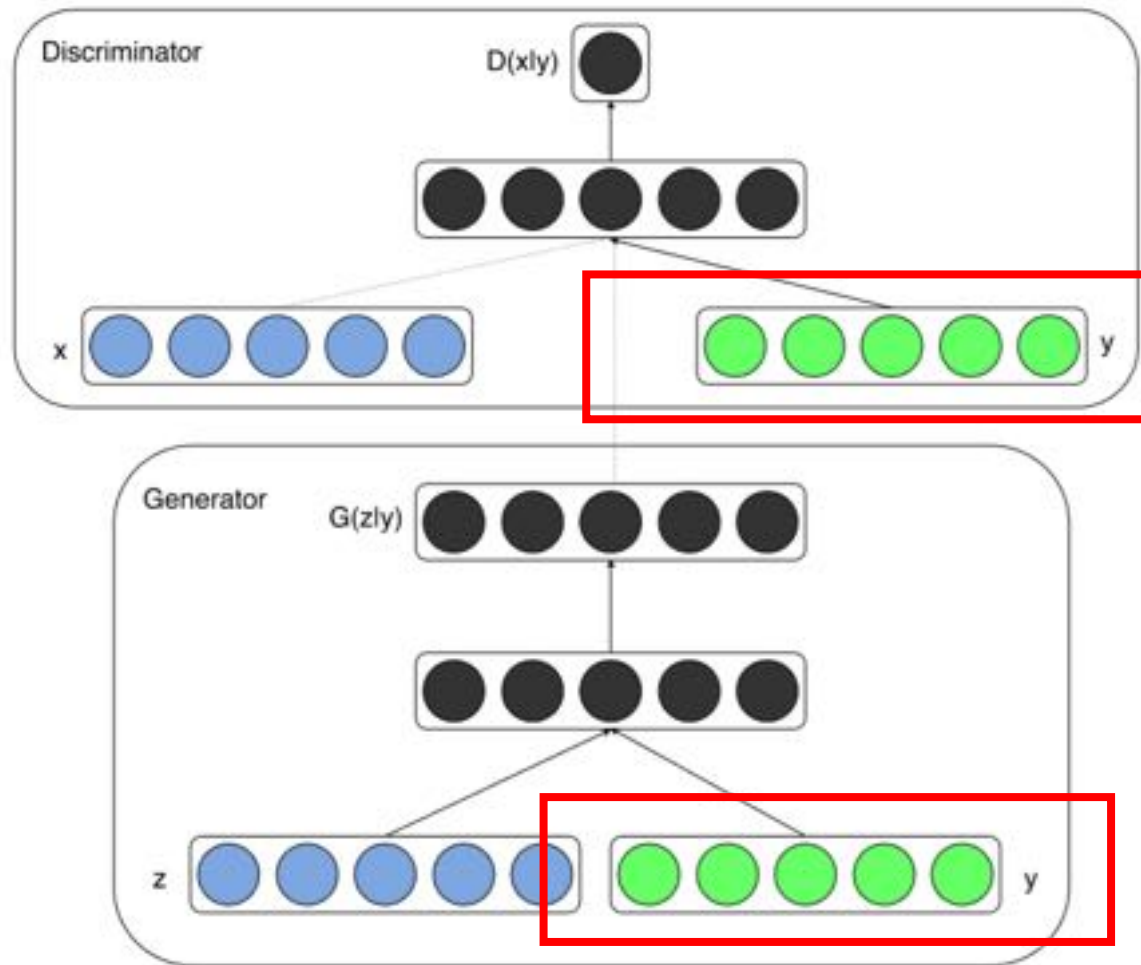 Discriminator
D(x|y)
x
y
Generator
G(z|y)
z
y